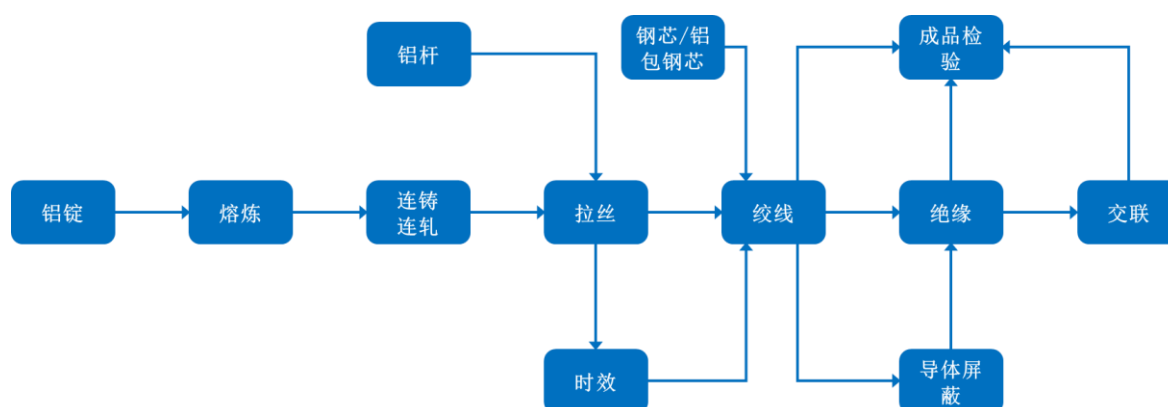 铝杆
钢芯/铝
包钢芯
成品检
验
铝锭
熔炼
连铸
连轧
拉丝
绞线
绝缘
交联
时效
导体屏
蔽